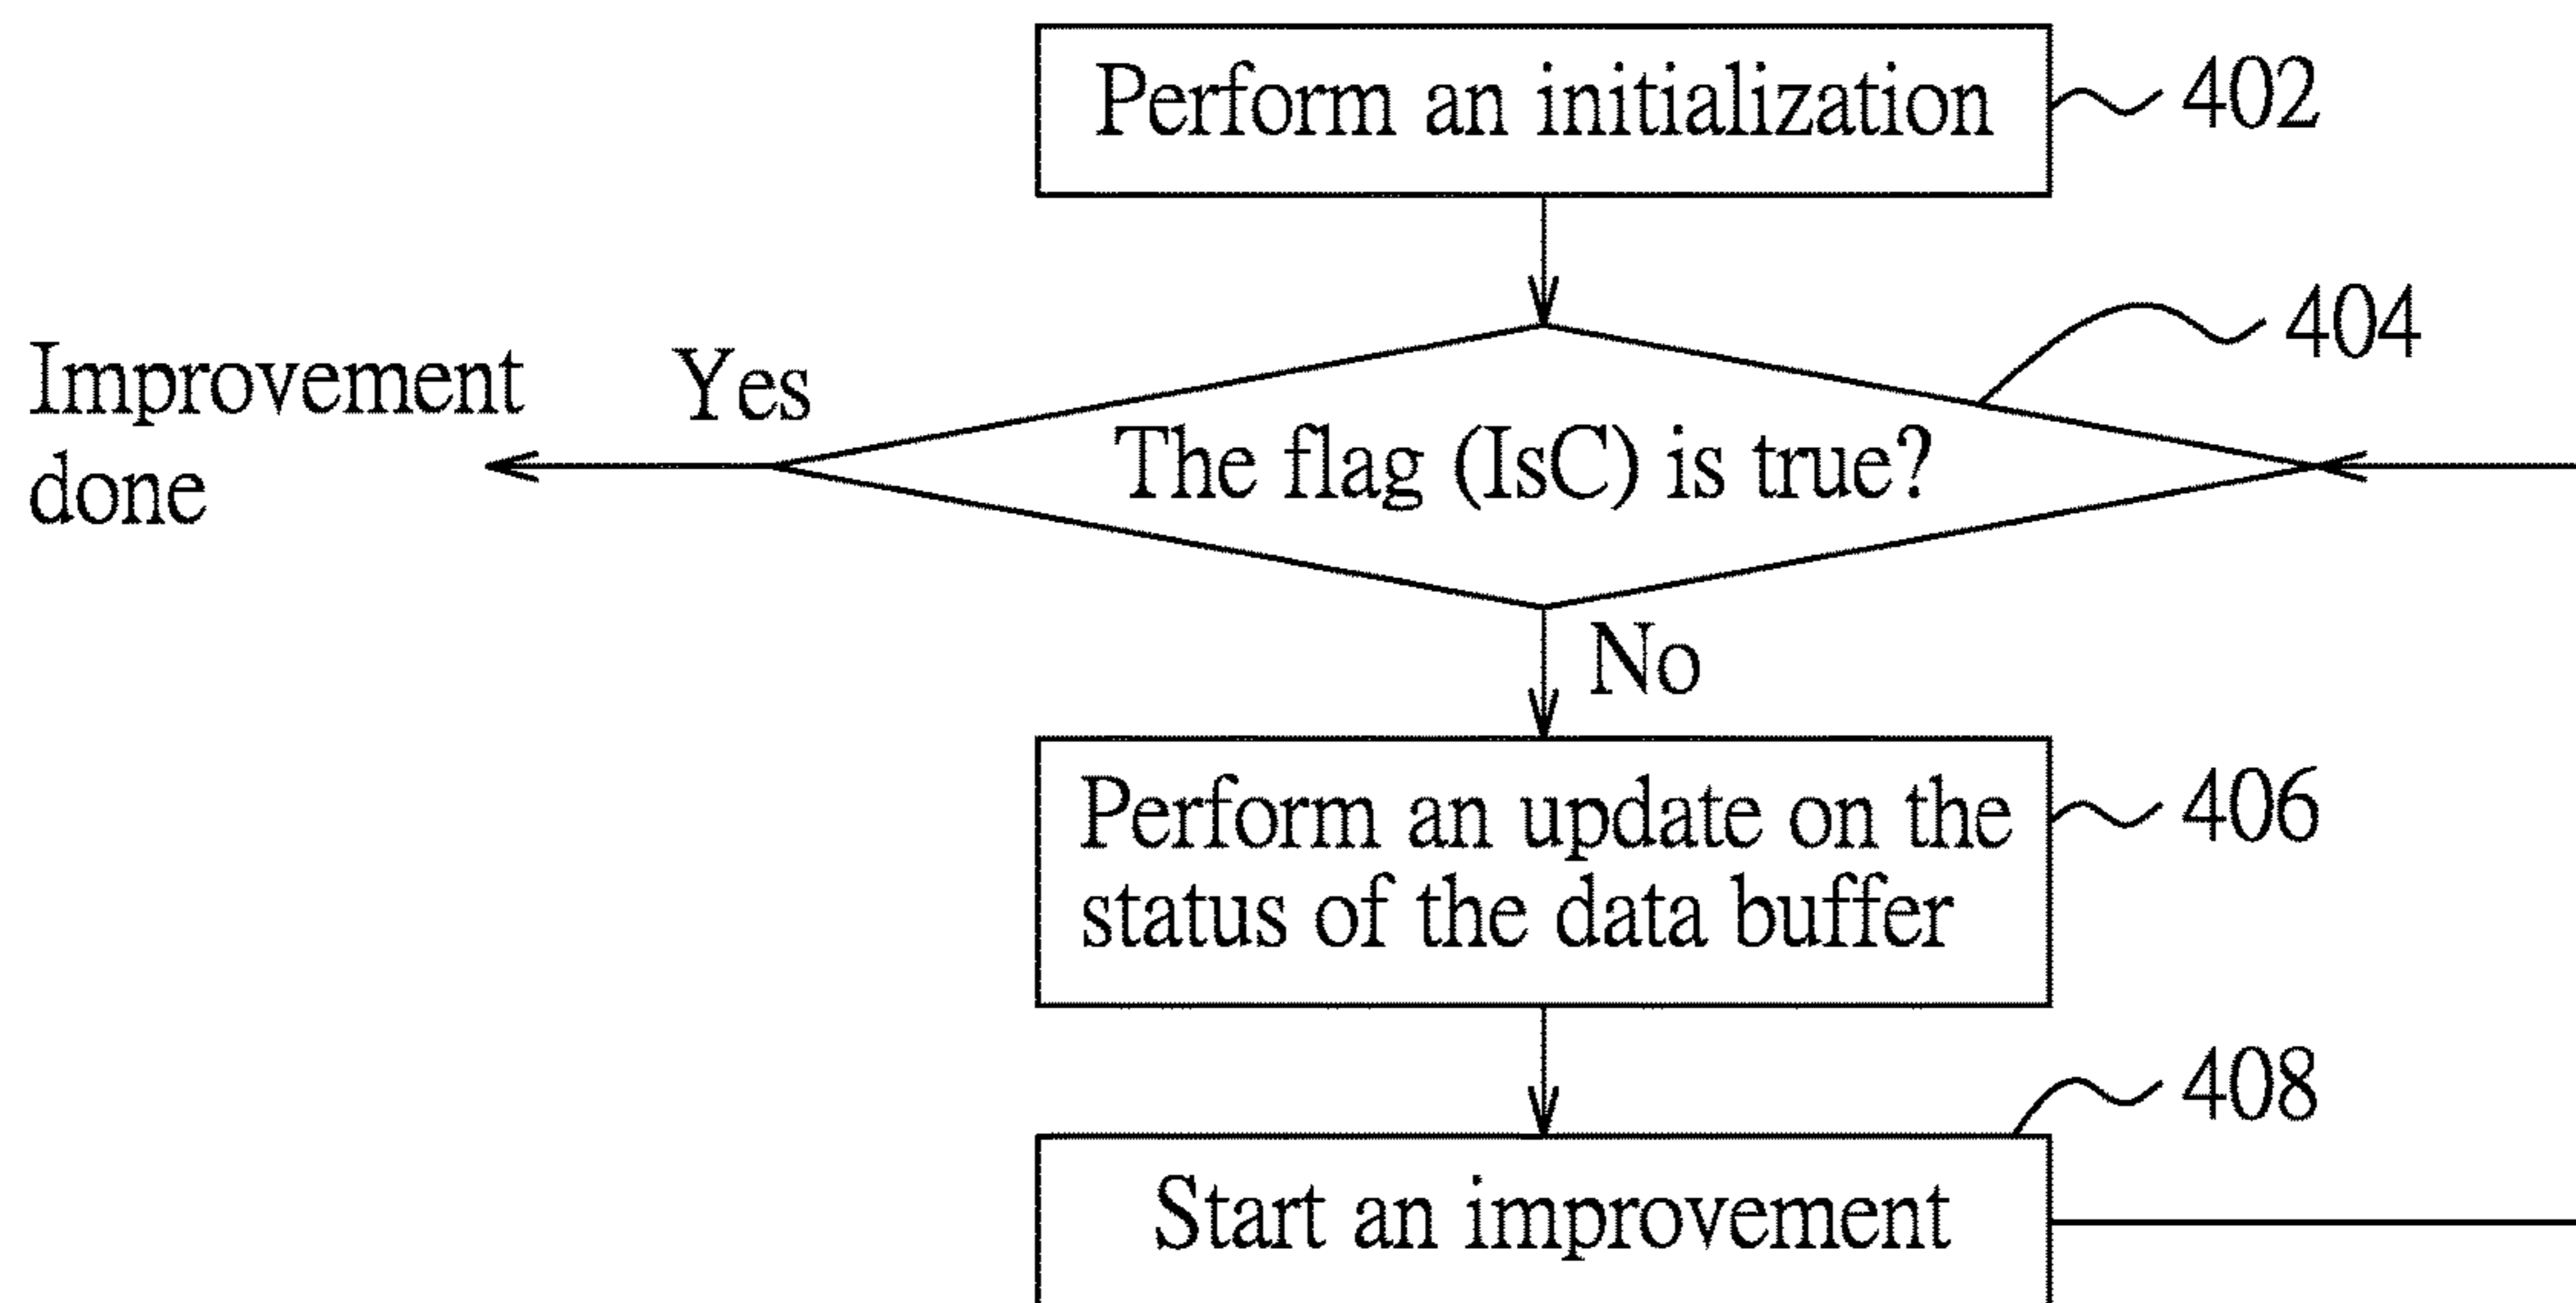 Perform an initialization
402
404
Improvement
done
Yes
The flag (IsC) is true?
No
Perform an update on the
status of the data buffer
406
408
Start an improvement